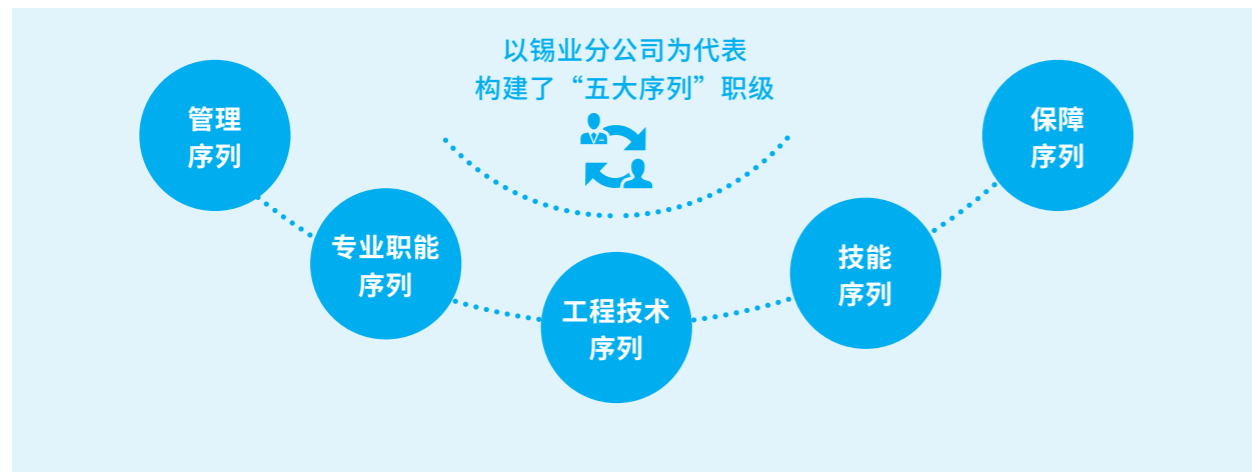 以锡业分公司为代表
构建了“五大序列”职级
管理
序列
专业职能
序列
工程技术
序列
技能
序列
保障
序列